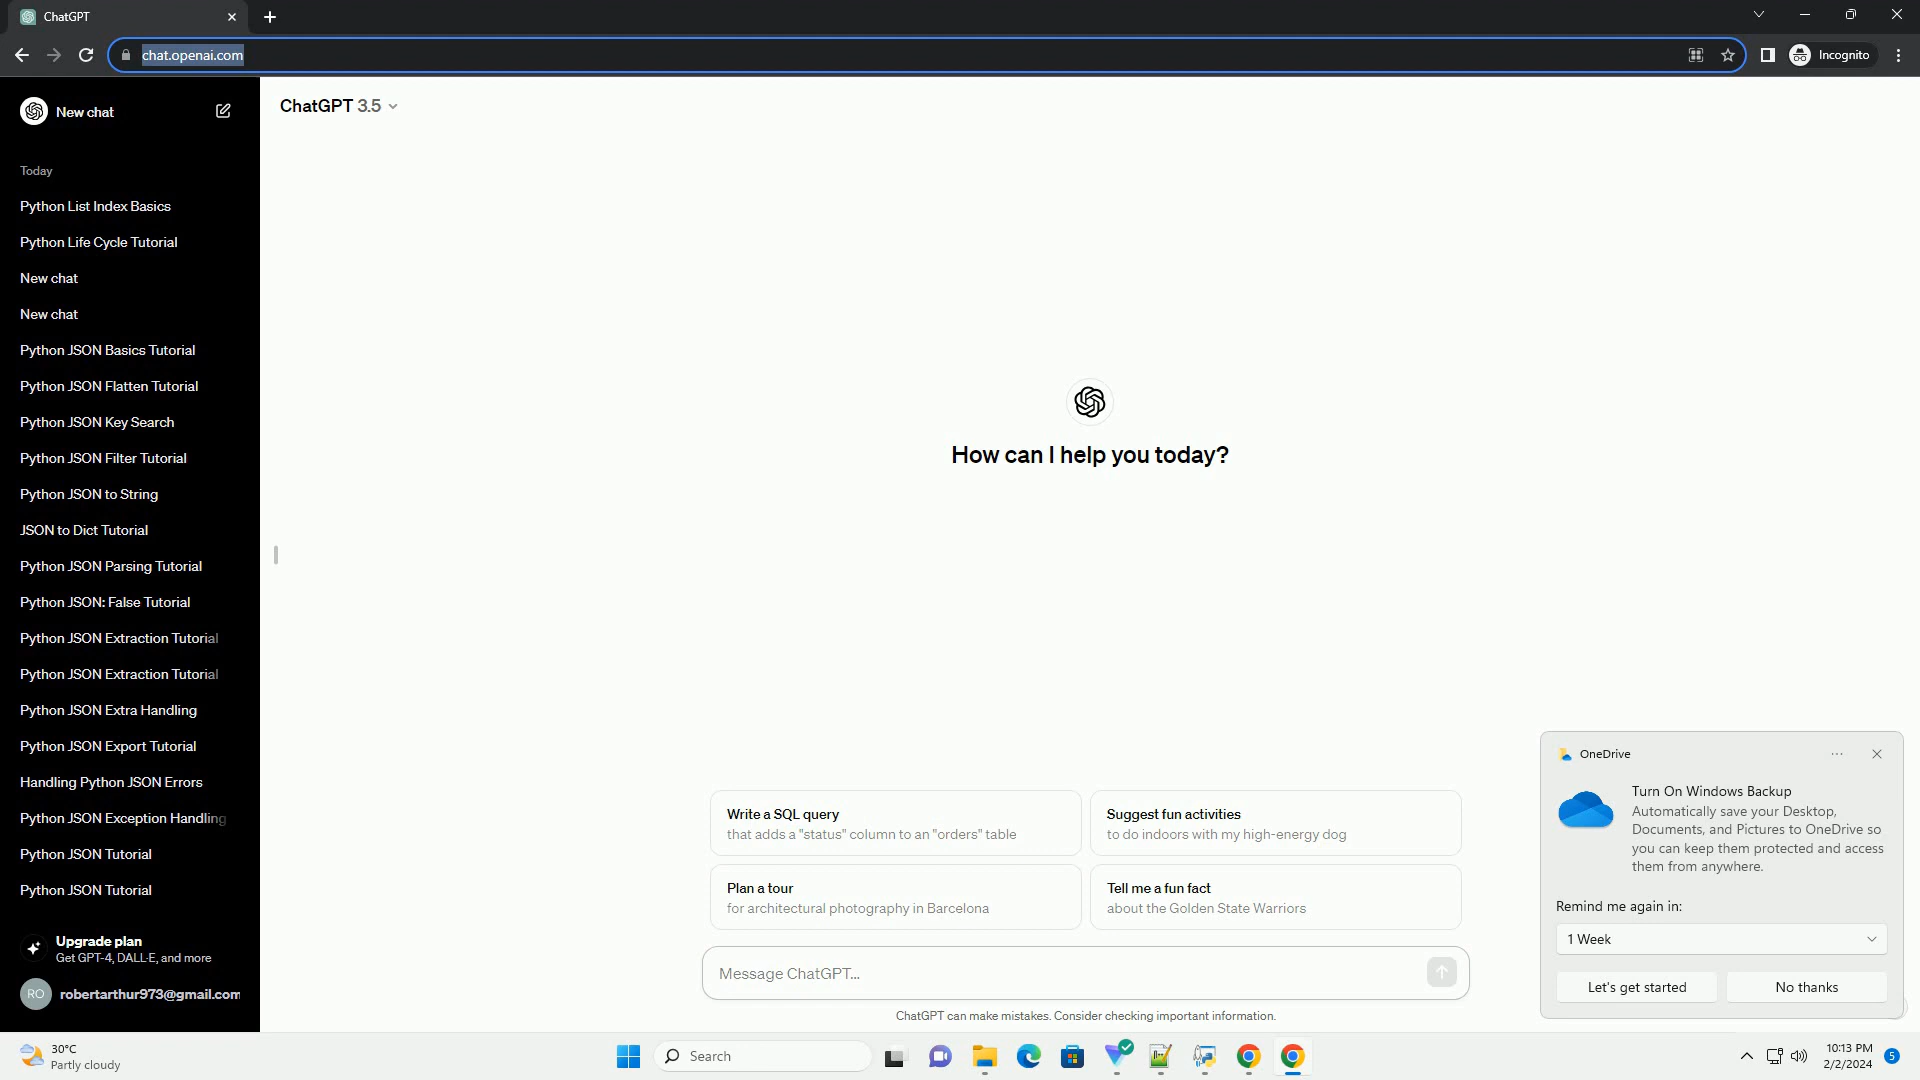 ChatGPT
chat.openai.com
Incognito
New chat
Today
Python List Index Basics
Python Life Cycle Tutorial
New chat
New chat
Python JSON Basics Tutorial
Python JSON Flatten Tutorial
Python JSON Key Search
Python JSON Filter Tutorial
Python JSON to String
JSON to Dict Tutorial
Python JSON Parsing Tutorial
Python JSON: False Tutorial
Python JSON Extraction Tutorial
Python JSON Extraction Tutorial
Python JSON Extra Handling
Python JSON Export Tutorial
Handling Python JSON Errors
Python JSON Exception Handling
Python JSON Tutorial
Python JSON Tutorial
Upgrade plan
Get GPT-4, DALL·E, and more
RO robertarthur973@gmail.com
ChatGPT 3.5
How can I help you today?
Write a SQL query
that adds a "status" column to an "orders" table
Suggest fun activities
to do indoors with my high-energy dog
Plan a tour
for architectural photography in Barcelona
Tell me a fun fact
about the Golden State Warriors
Message ChatGPT...
ChatGPT can make mistakes. Consider checking important information.
OneDrive
Turn On Windows Backup
Automatically save your Desktop,
Documents, and Pictures to OneDrive so
you can keep them protected and access
them from anywhere.
Remind me again in:
1 Week
Let's get started
No thanks
30°C
Partly cloudy
Search
10:13 PM
2/2/2024
5